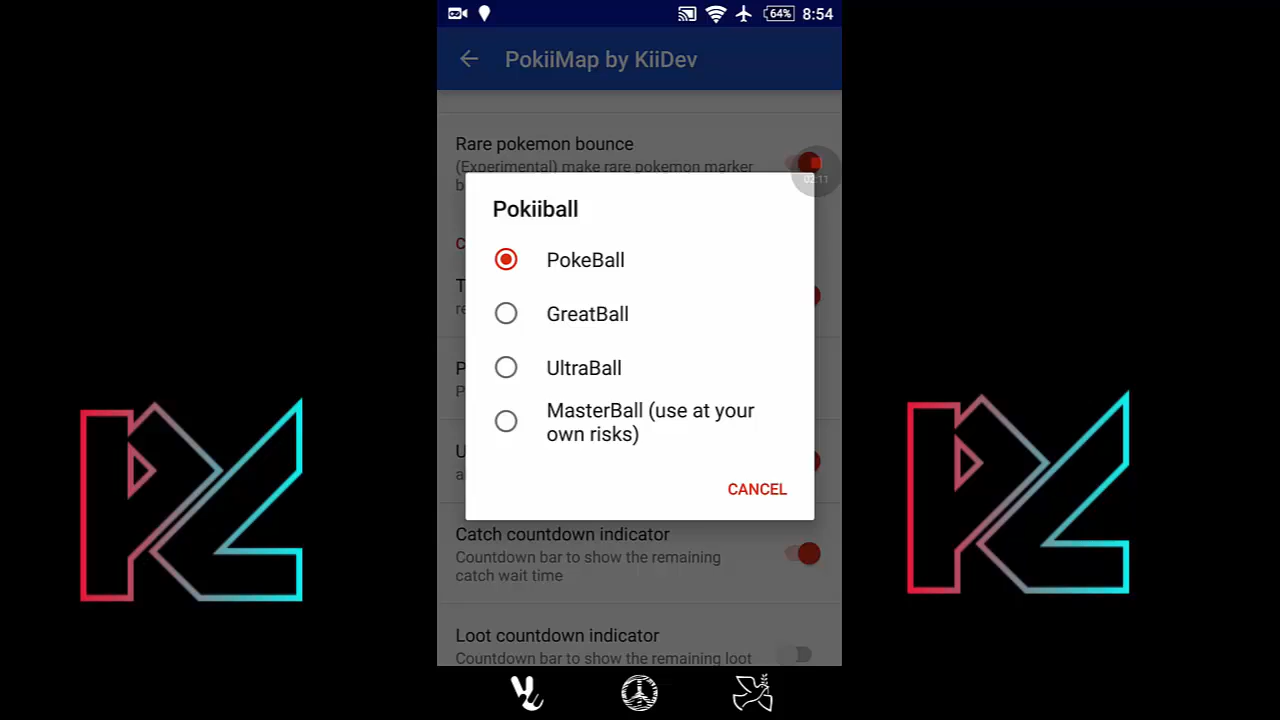 64% 8:54
PokiiMap by KiiDev
Rare pokemon bounce
(Experimental) make rare pokemon marker
02:11
Pokiiball
PokeBall
GreatBall
UltraBall
MasterBall (use at your
own risks)
CANCEL
Catch countdown indicator
Countdown bar to show the remaining
catch wait time
Loot countdown indicator
Countdown bar to show the remaining loot